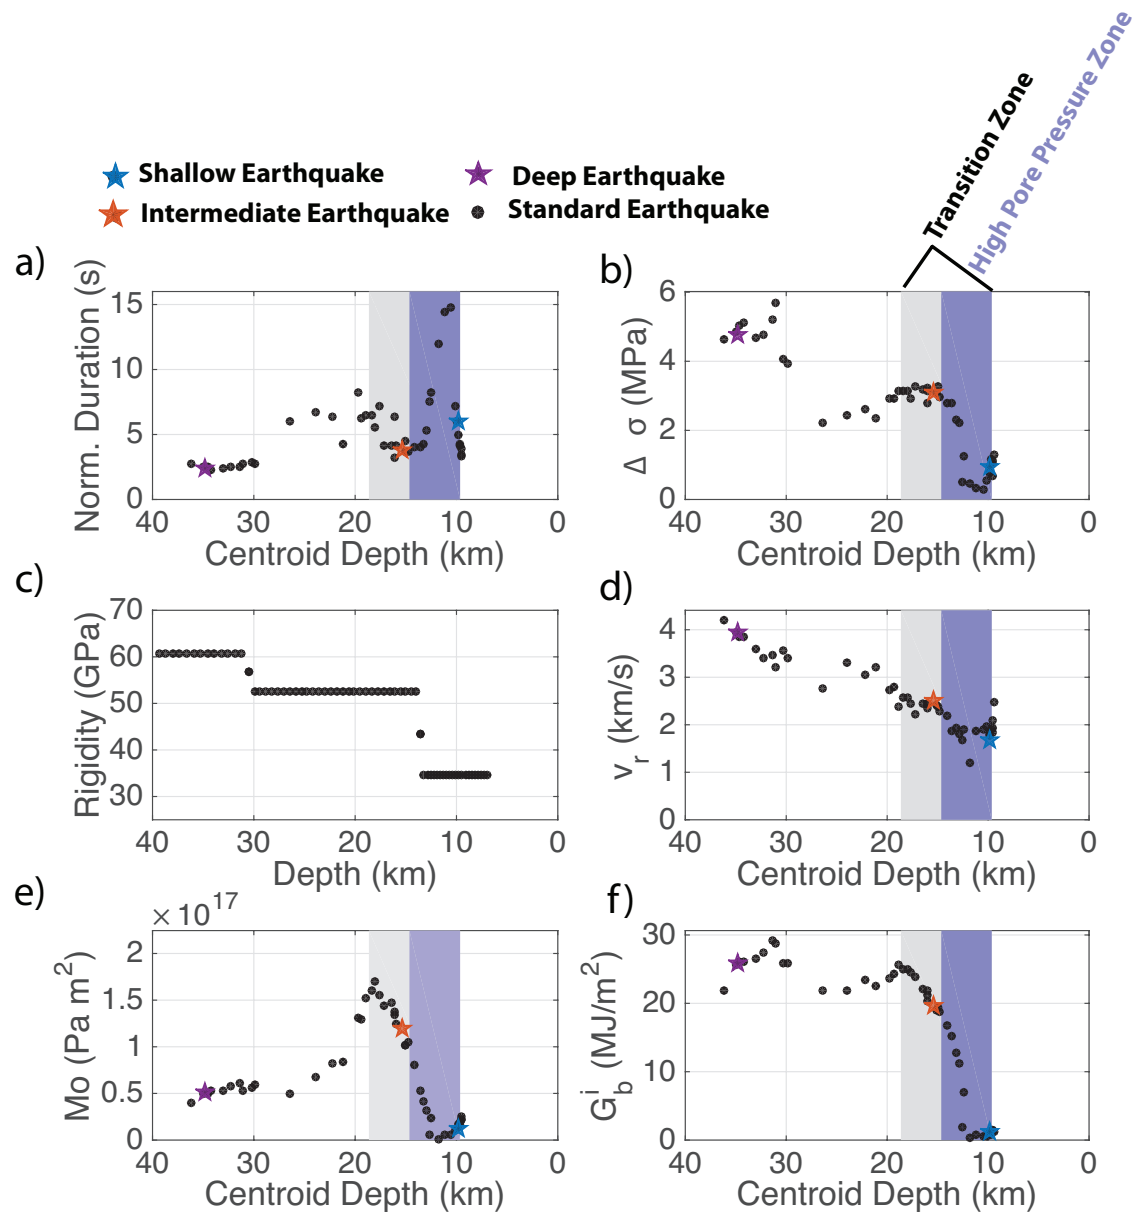 Transition Zone
High Pore Pressure Zone
Shallow Earthquake
Deep Earthquake
Intermediate Earthquake
Standard Earthquake
a)
Norm. Duration (s)
15
10
5
0
40 30 20 10 0
Centroid Depth (km)
b)
Δ σ (MPa)
6
4
2
0
40 30 20 10 0
Centroid Depth (km)
c)
Rigidity (GPa)
70
60
50
40
30
40 30 20 10 0
Depth (km)
d)
v_r (km/s)
4
3
2
1
0
40 30 20 10 0
Centroid Depth (km)
e)
× 10^17
Mo (Pa m²)
2
1.5
1
0.5
0
40 30 20 10 0
Centroid Depth (km)
f)
G_b^i (MJ/m²)
30
20
10
0
40 30 20 10 0
Centroid Depth (km)